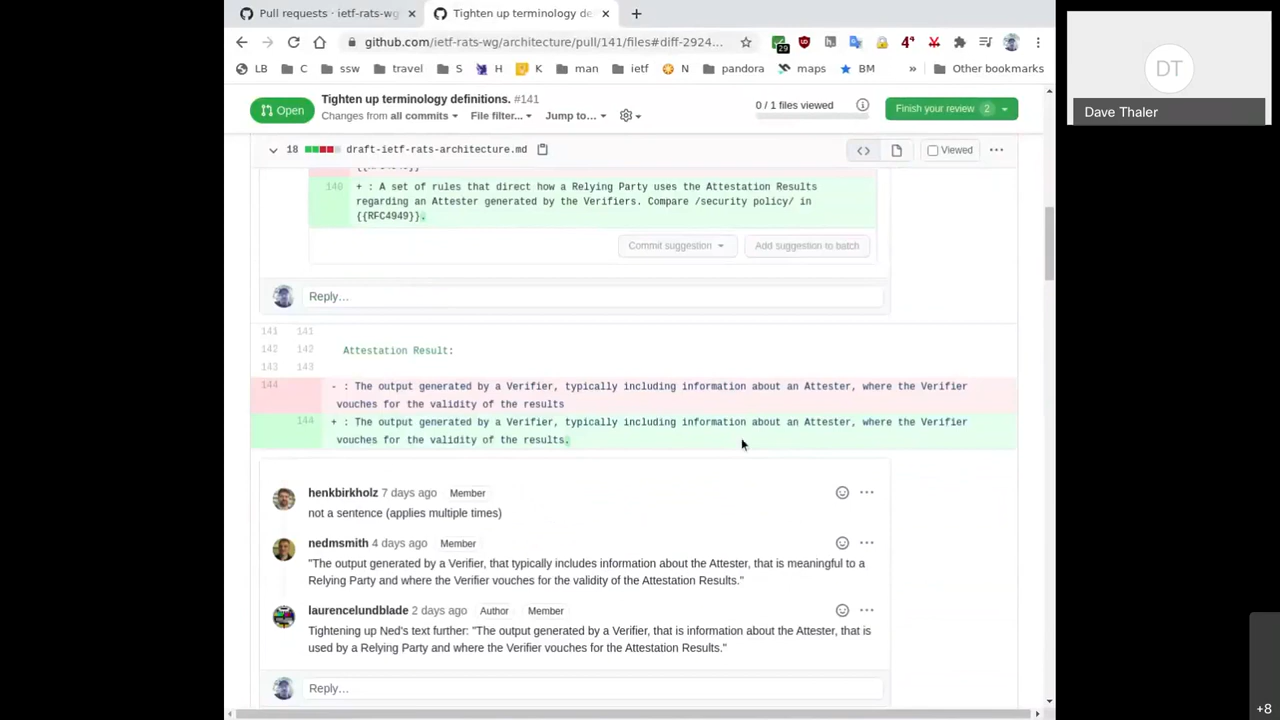 Pull requests · ietf-rats-wg
Tighten up terminology de
github.com/ietf-rats-wg/architecture/pull/141/files#diff-2924...
29
4
LB
C
ssw
travel
S
H
K
man
ietf
N
pandora
maps
BM
»
Other bookmarks
Open
Tighten up terminology definitions. #141
Changes from all commits
File filter...
Jump to...
0 / 1 files viewed
Finish your review 2
18
draft-ietf-rats-architecture.md
Viewed
140 + : A set of rules that direct how a Relying Party uses the Attestation Results
regarding an Attester generated by the Verifiers. Compare /security policy/ in
{{RFC4949}}.
Commit suggestion
Add suggestion to batch
Reply...
141 141
142 142 Attestation Result:
143 143
144 - : The output generated by a Verifier, typically including information about an Attester, where the Verifier
vouches for the validity of the results
144 + : The output generated by a Verifier, typically including information about an Attester, where the Verifier
vouches for the validity of the results.
henkbirkholz 7 days ago Member
not a sentence (applies multiple times)
nedmsmith 4 days ago Member
"The output generated by a Verifier, that typically includes information about the Attester, that is meaningful to a
Relying Party and where the Verifier vouches for the validity of the Attestation Results."
laurencelundblade 2 days ago Author Member
Tightening up Ned's text further: "The output generated by a Verifier, that is information about the Attester, that is
used by a Relying Party and where the Verifier vouches for the Attestation Results."
Reply...
DT
Dave Thaler
+8